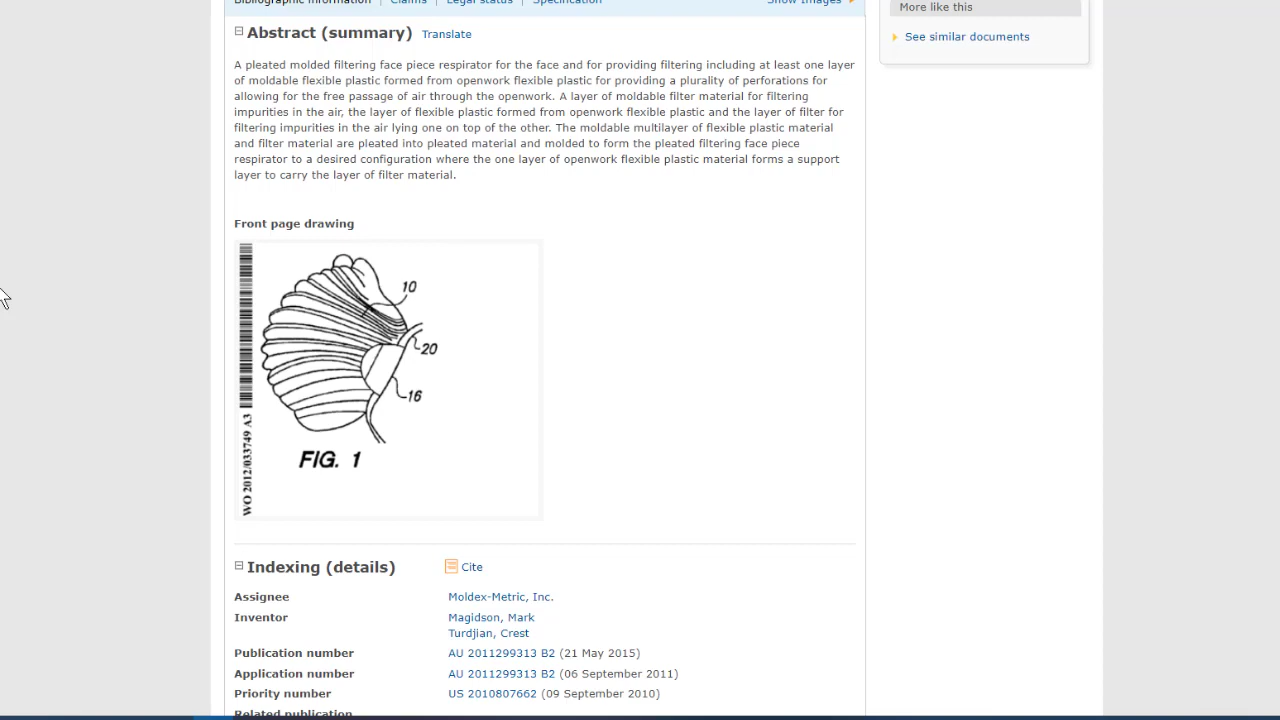 Bibliographic information | Claims | Legal status | Specification Show Images
More like this
Abstract (summary) Translate
See similar documents
A pleated molded filtering face piece respirator for the face and for providing filtering including at least one layer
of moldable flexible plastic formed from openwork flexible plastic for providing a plurality of perforations for
allowing for the free passage of air through the openwork. A layer of moldable filter material for filtering
impurities in the air, the layer of flexible plastic formed from openwork flexible plastic and the layer of filter for
filtering impurities in the air lying one on top of the other. The moldable multilayer of flexible plastic material
and filter material are pleated into pleated material and molded to form the pleated filtering face piece
respirator to a desired configuration where the one layer of openwork flexible plastic material forms a support
layer to carry the layer of filter material.
Front page drawing
10
20
16
FIG. 1
WO 2012/033749 A3
Indexing (details) Cite
Assignee Moldex-Metric, Inc.
Inventor Magidson, Mark
Turdjian, Crest
Publication number AU 2011299313 B2 (21 May 2015)
Application number AU 2011299313 B2 (06 September 2011)
Priority number US 2010807662 (09 September 2010)
Related publication